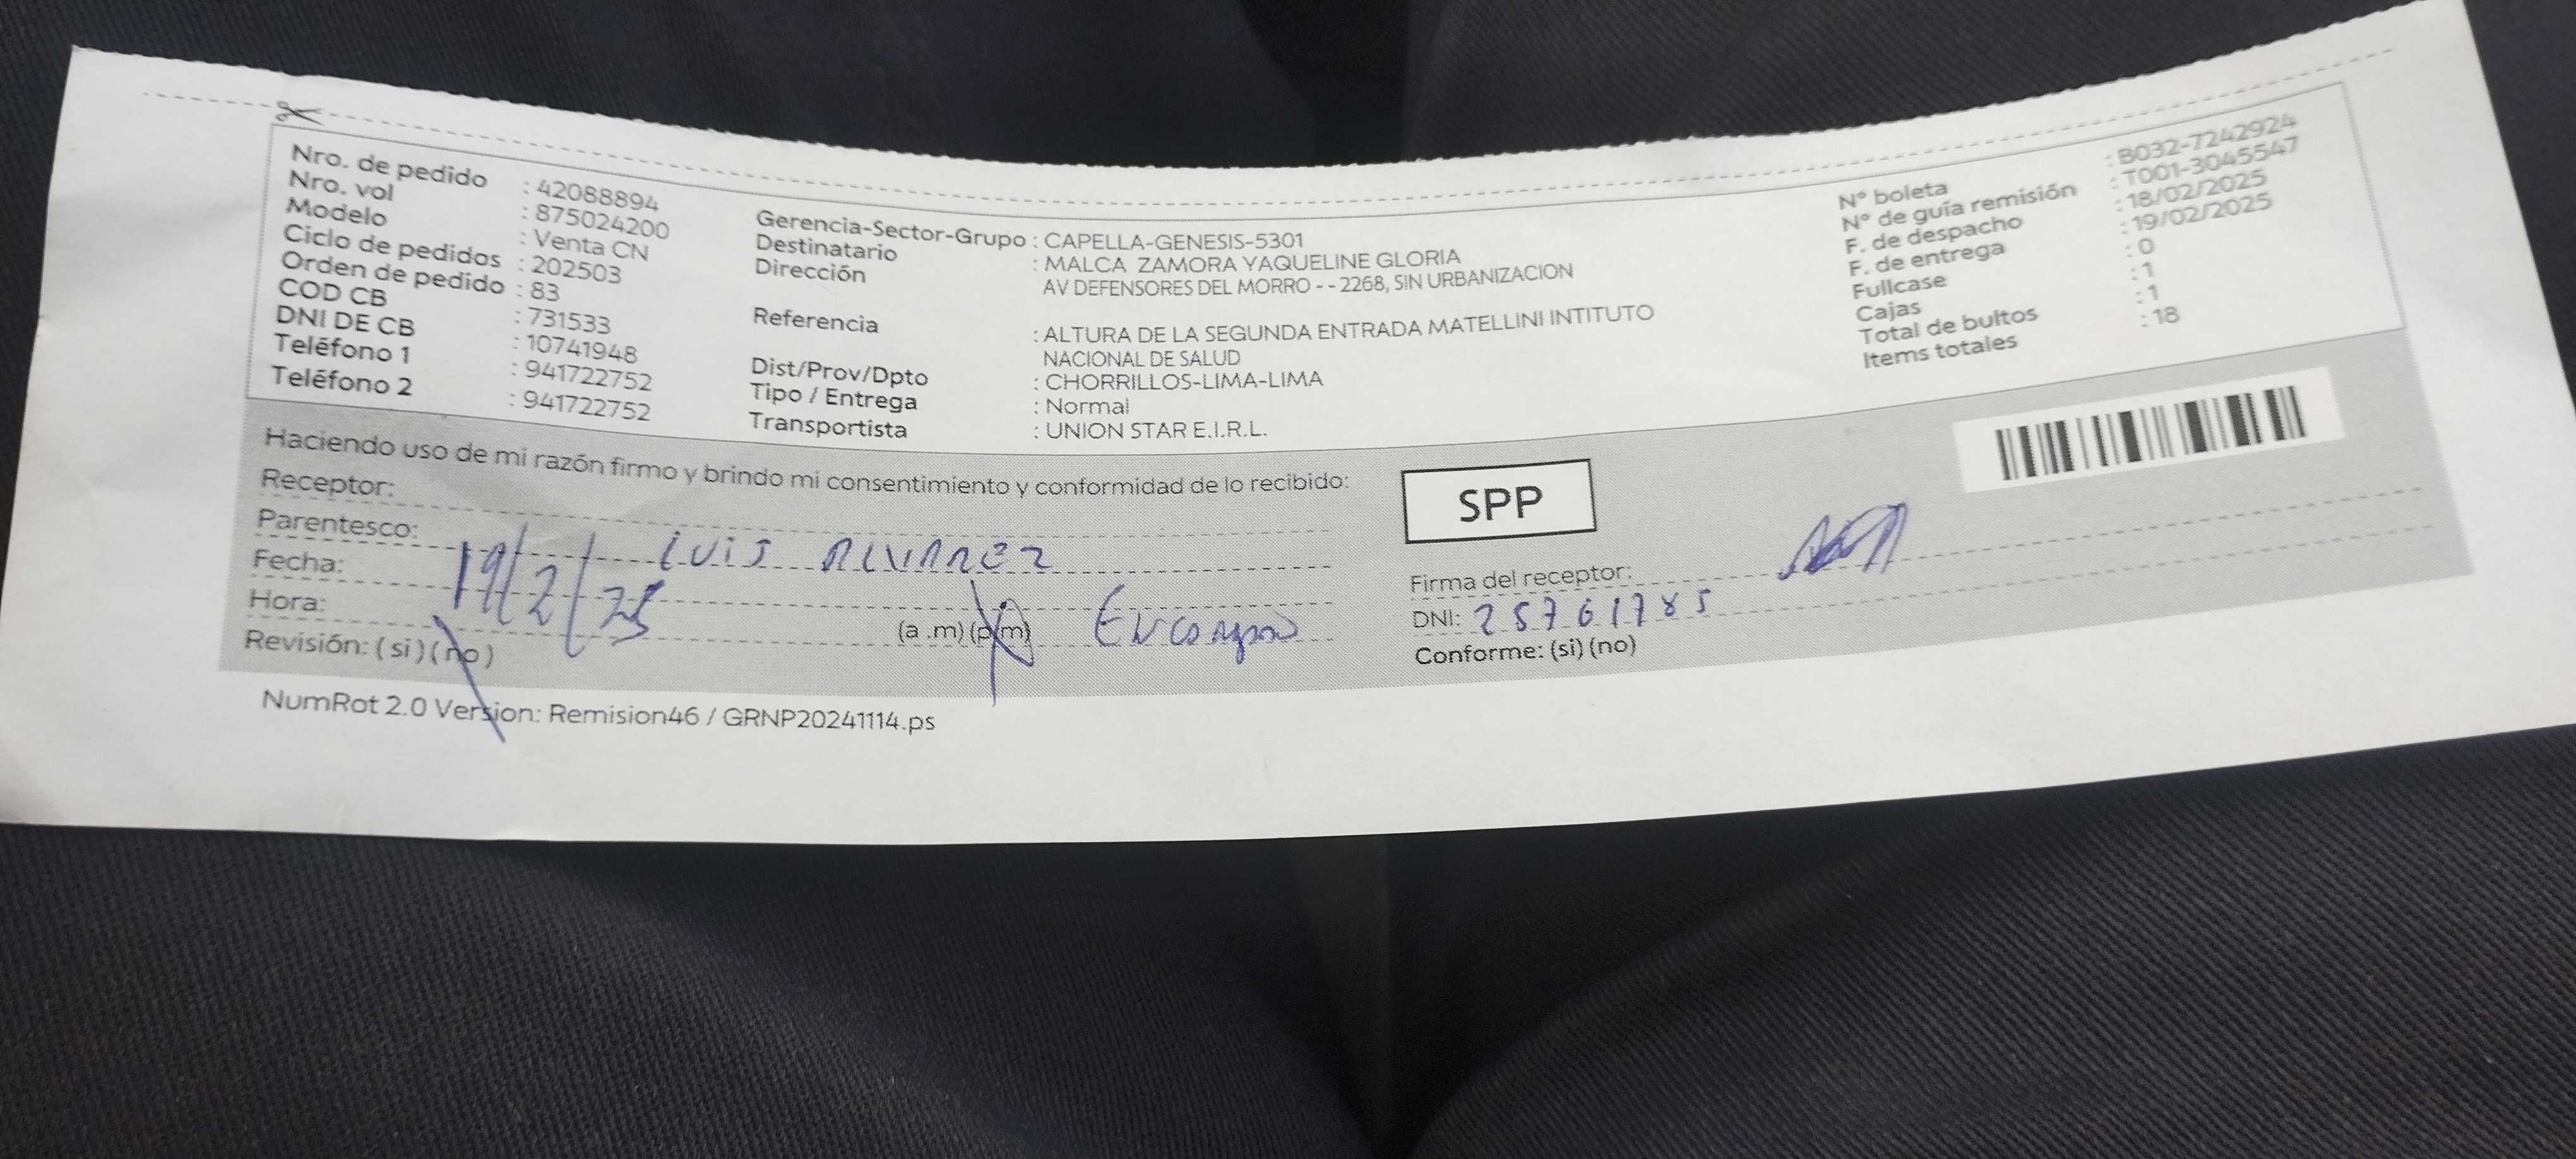 Nro. de pedido : 42088894
Nro. vol : 875024200
Modelo : Venta CN
Ciclo de pedidos : 202503
Orden de pedido : 83
COD CB : 731533
DNI DE CB : 10741948
Teléfono 1 : 941722752
Teléfono 2 : 941722752
Gerencia-Sector-Grupo : CAPELLA-GENESIS-5301
Destinatario : MALCA ZAMORA YAQUELINE GLORIA
Dirección AV DEFENSORES DEL MORRO - - 2268, SIN URBANIZACION
Referencia : ALTURA DE LA SEGUNDA ENTRADA MATELLINI INTITUTO
NACIONAL DE SALUD
Dist/Prov/Dpto : CHORRILLOS-LIMA-LIMA
Tipo / Entrega : Normal
Transportista : UNION STAR E.I.R.L.
N° boleta : B032-7242924
N° de guía remisión : T001-3045547
F. de despacho : 18/02/2025
F. de entrega : 19/02/2025
Fullcase : 0
Cajas : 1
Total de bultos : 1
Items totales : 18
Haciendo uso de mi razón firmo y brindo mi consentimiento y conformidad de lo recibido:
Receptor:
Parentesco: LUIS ALVAREZ
Fecha: 19/2/25
Hora: (a .m) (p.m) Encargado
Revisión: ( si ) ( no )
SPP
Firma del receptor:
DNI: 25761785
Conforme: (si) (no)
NumRot 2.0 Version: Remision46 / GRNP20241114.ps